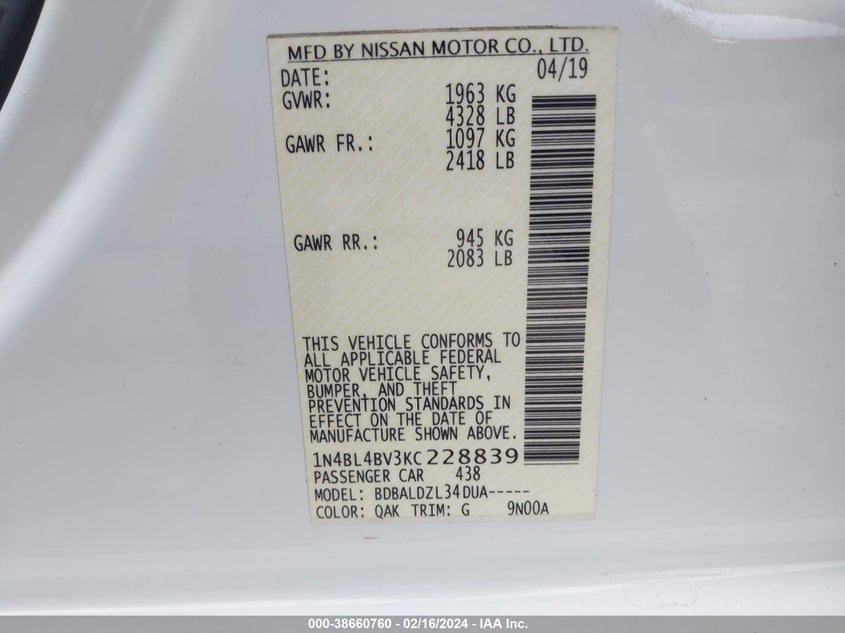 MFD BY NISSAN MOTOR CO., LTD.
DATE: 04/19
GVWR: 1963 KG
4328 LB
GAWR FR.: 1097 KG
2418 LB
GAWR RR.: 945 KG
2083 LB
THIS VEHICLE CONFORMS TO
ALL APPLICABLE FEDERAL
MOTOR VEHICLE SAFETY,
BUMPER, AND THEFT
PREVENTION STANDARDS IN
EFFECT ON THE DATE OF
MANUFACTURE SHOWN ABOVE.
1N4BL4BV3KC228839
PASSENGER CAR 438
MODEL: BDBALDZL34DUA-----
COLOR: QAK TRIM: G 9N00A
000-38660760 - 02/16/2024 - IAA Inc.